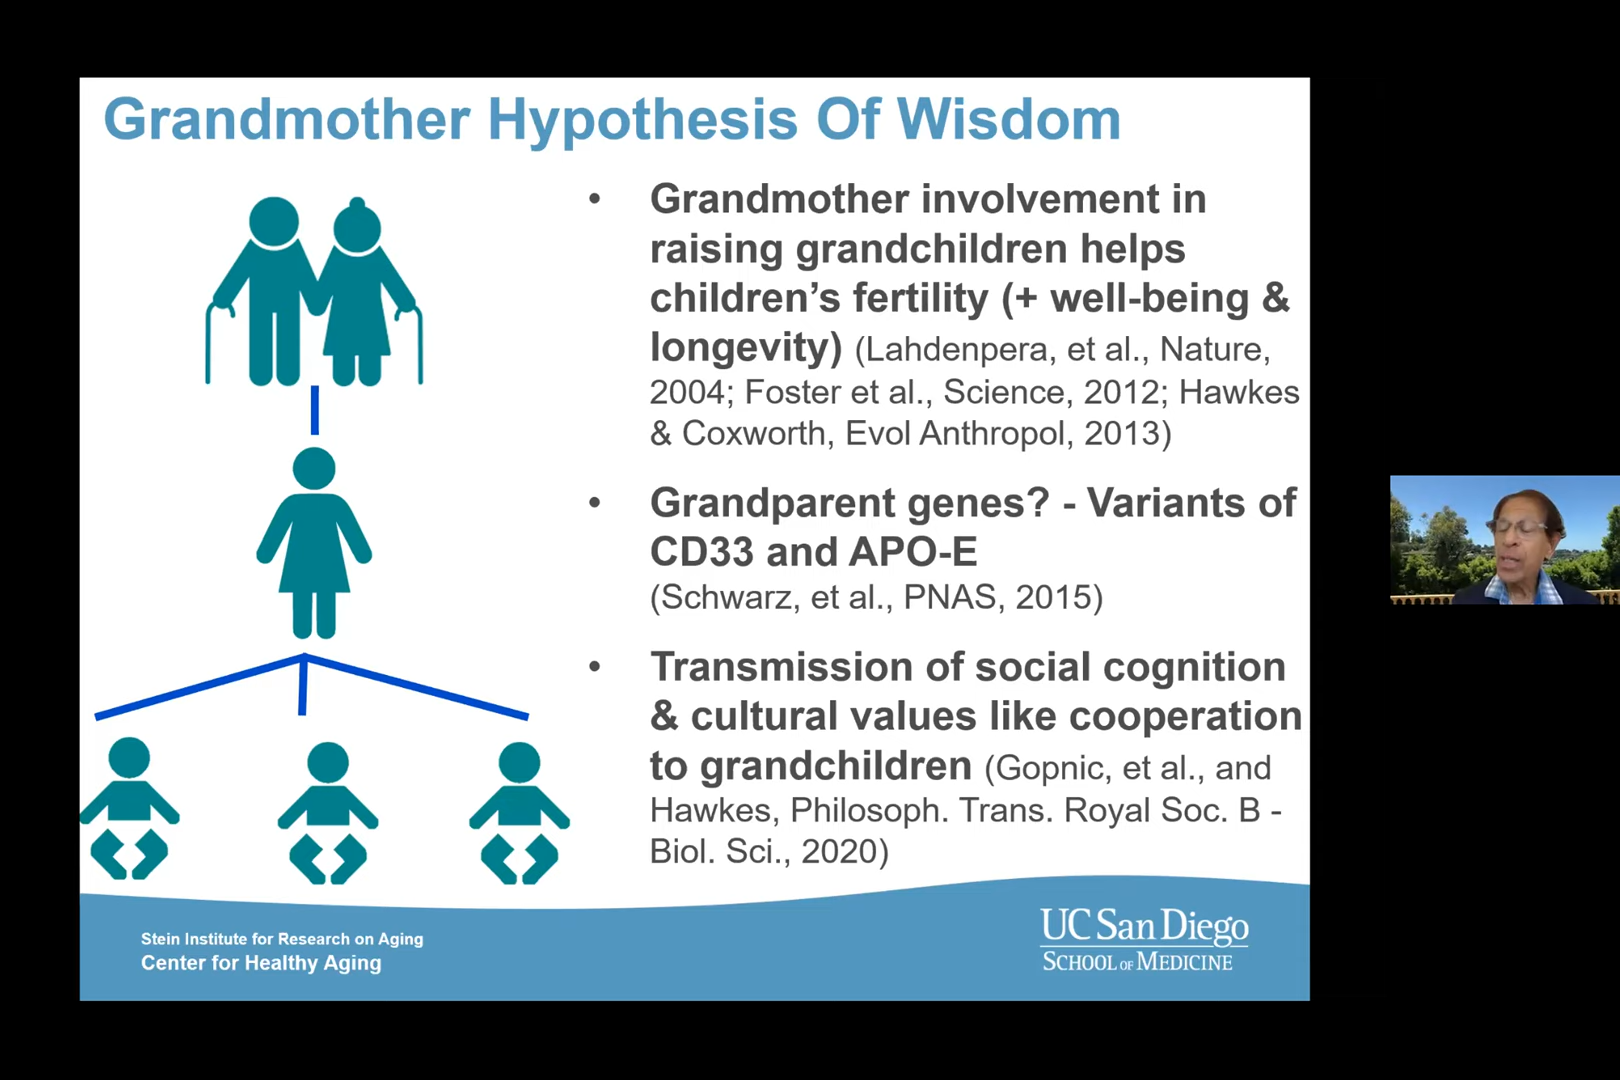 Grandmother Hypothesis Of Wisdom
• Grandmother involvement in
raising grandchildren helps
children’s fertility (+ well-being &
longevity) (Lahdenpera, et al., Nature,
2004; Foster et al., Science, 2012; Hawkes
& Coxworth, Evol Anthropol, 2013)
• Grandparent genes? - Variants of
CD33 and APO-E
(Schwarz, et al., PNAS, 2015)
• Transmission of social cognition
& cultural values like cooperation
to grandchildren (Gopnic, et al., and
Hawkes, Philosoph. Trans. Royal Soc. B -
Biol. Sci., 2020)
Stein Institute for Research on Aging
Center for Healthy Aging
UC San Diego
SCHOOL OF MEDICINE